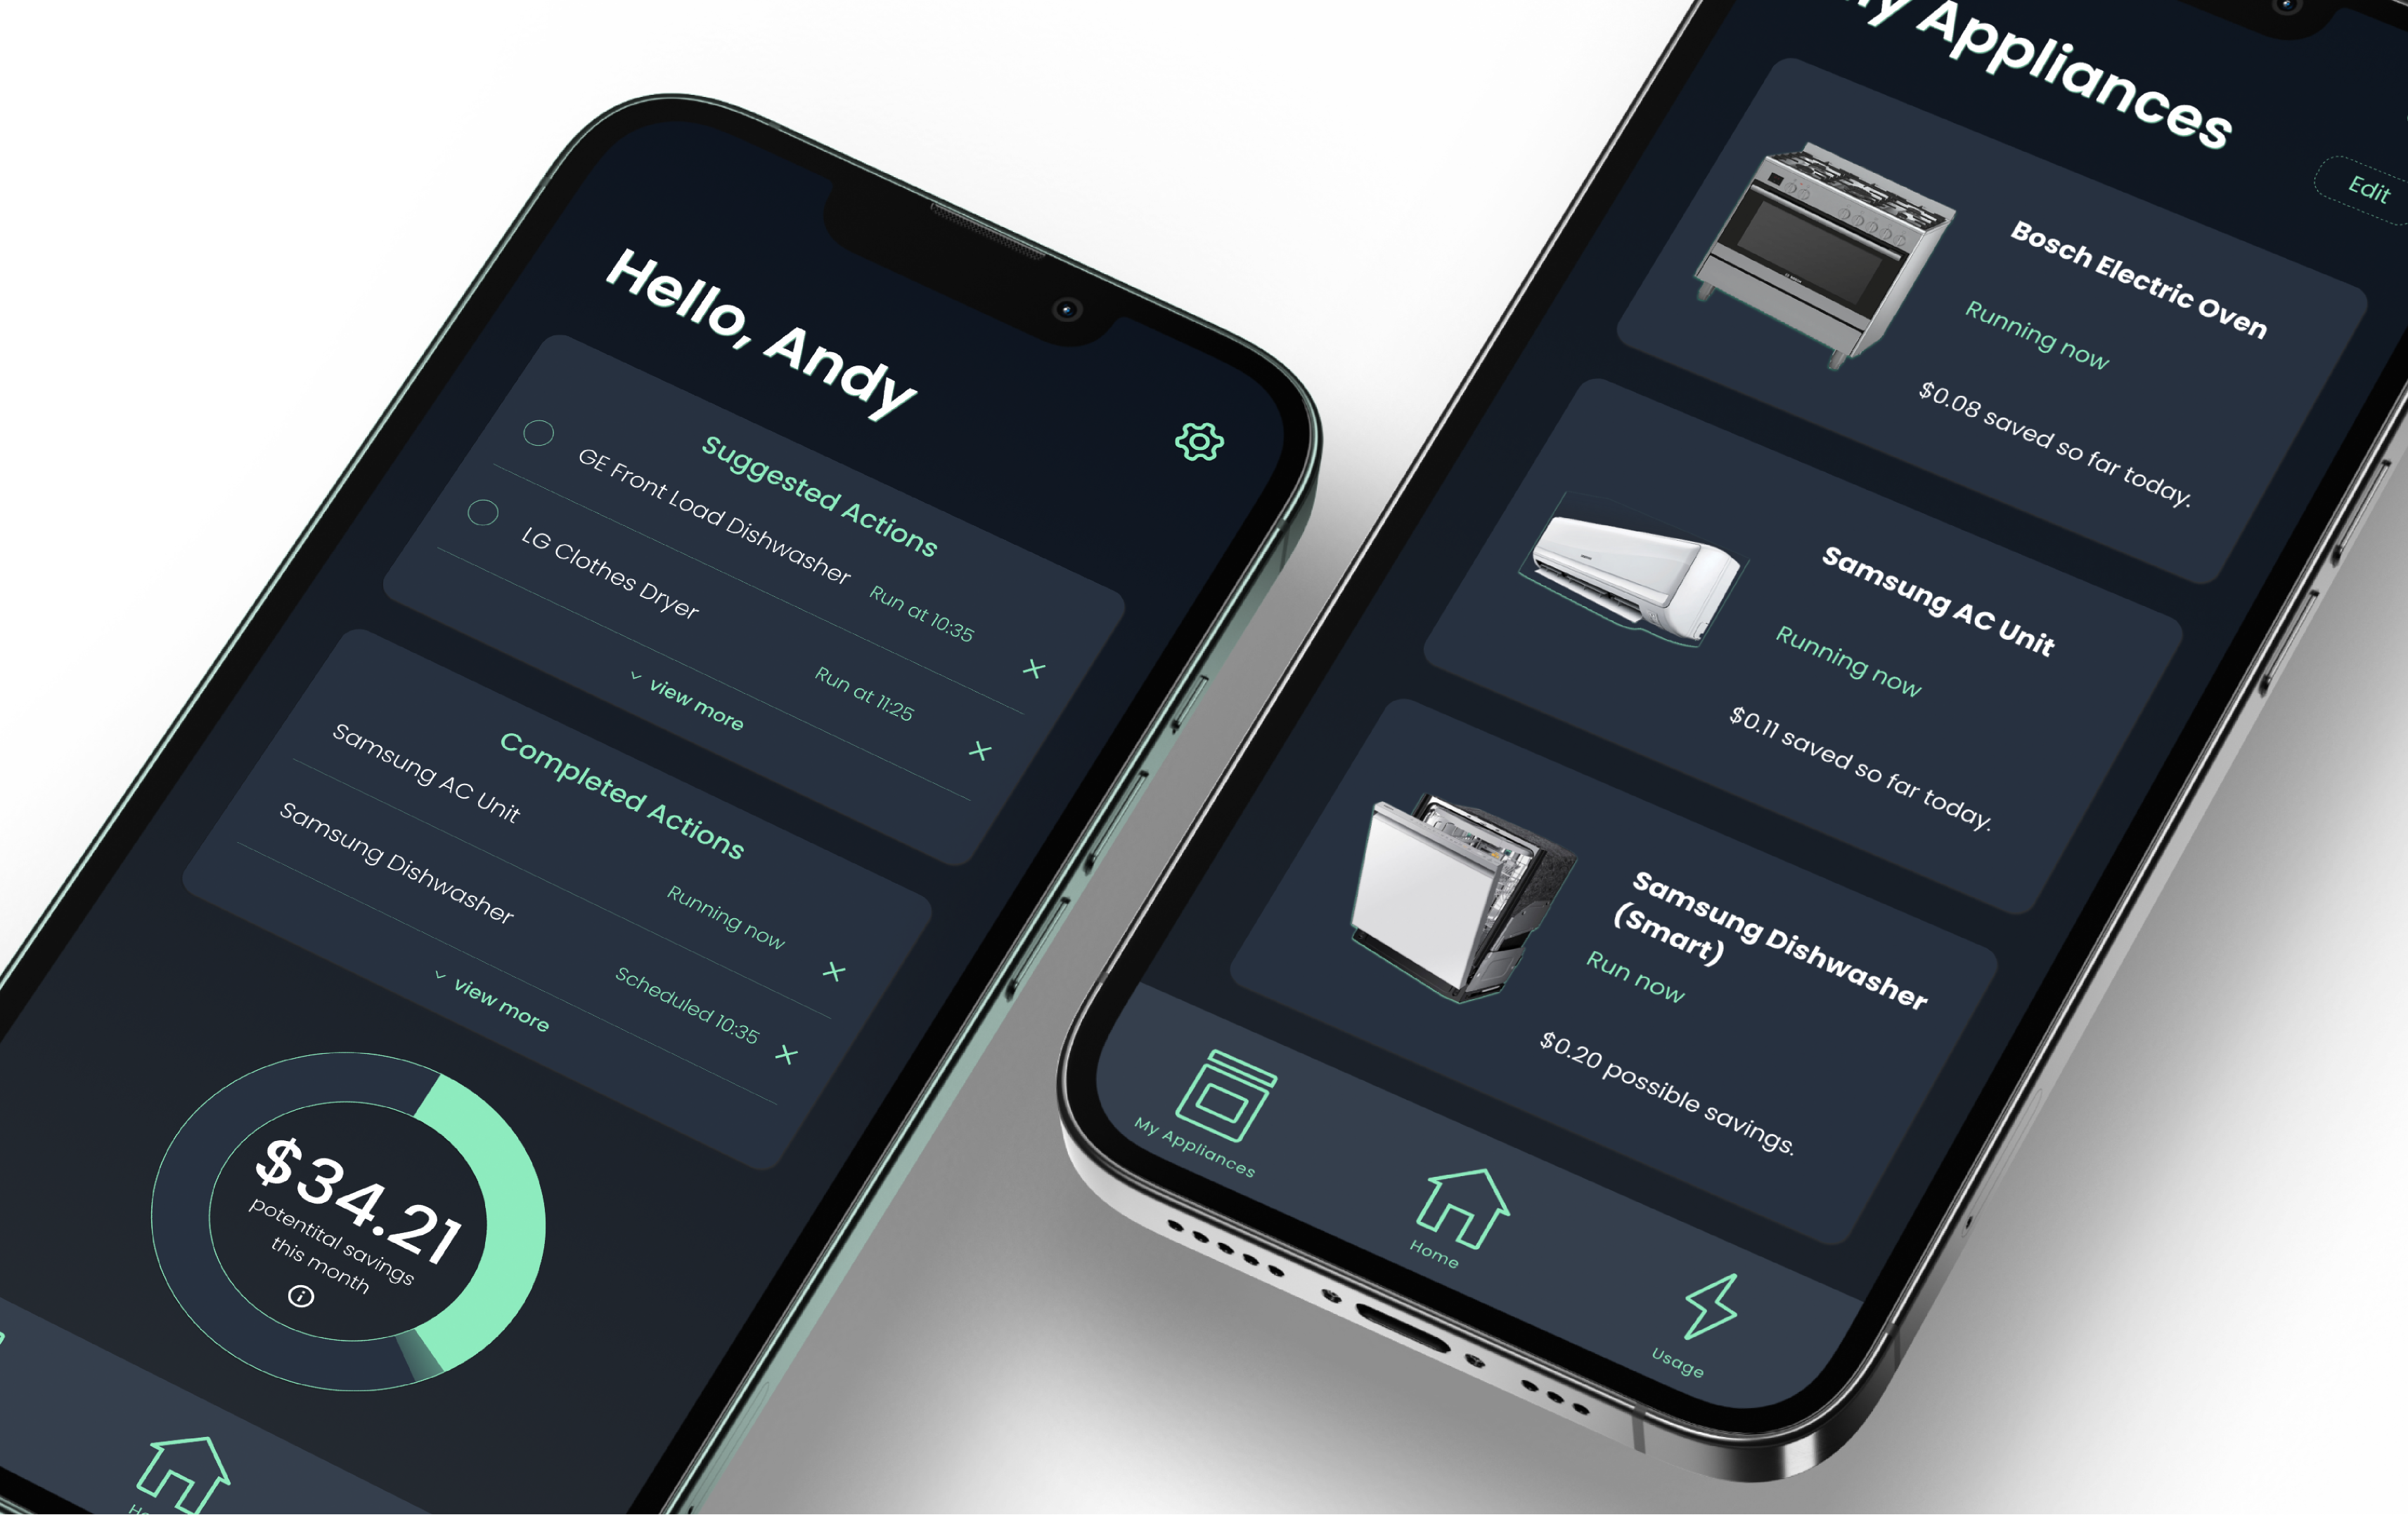 Hello, Andy
Suggested Actions
GE Front Load Dishwasher
Run at 10:35
LG Clothes Dryer
Run at 11:25
view more
Completed Actions
Samsung AC Unit
Running now
Samsung Dishwasher
Scheduled 10:35
view more
$34.21
potentital savings
this month
Appliances
Edit
Bosch Electric Oven
Running now
$0.08 saved so far today.
Samsung AC Unit
Running now
$0.11 saved so far today.
Samsung Dishwasher
(Smart)
Run now
$0.20 possible savings.
My Appliances
Home
Usage